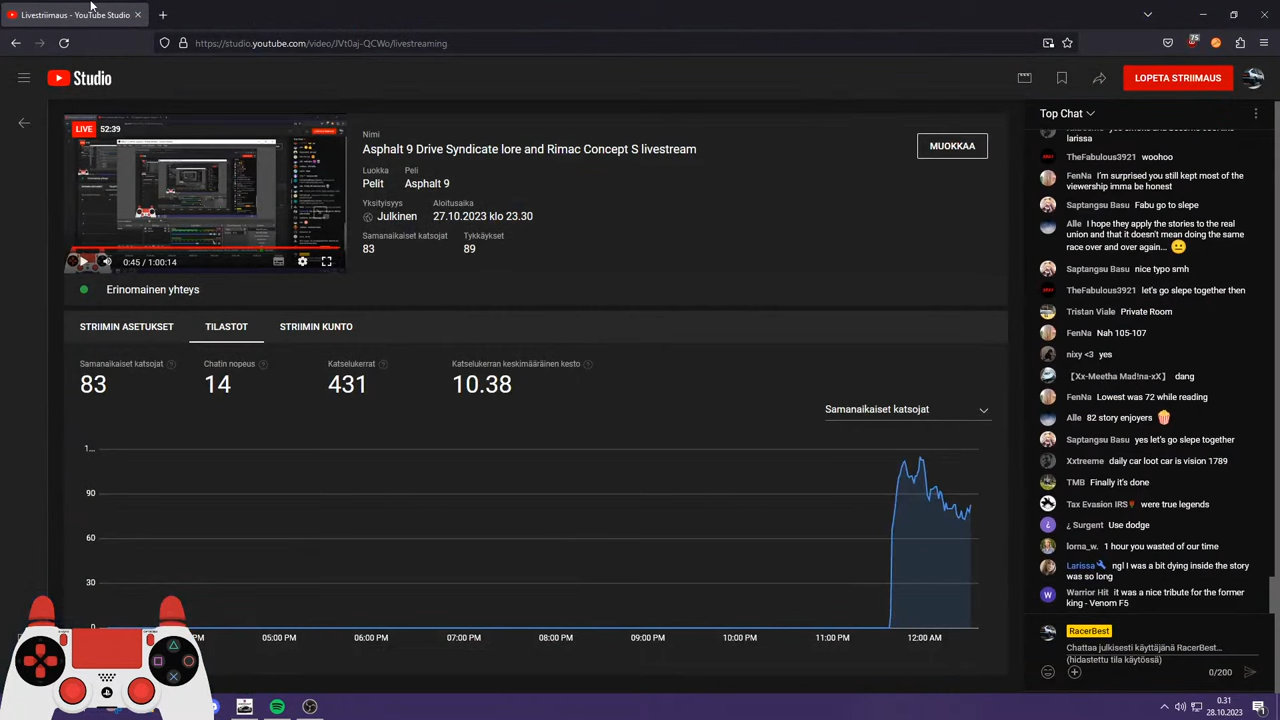 Livestriimaus - YouTube Studio
https://studio.youtube.com/video/JVt0aj-QCWo/livestreaming
75
Studio
LOPETA STRIIMAUS
LIVE 52:39
0:45 / 1:00:14
Nimi
Asphalt 9 Drive Syndicate lore and Rimac Concept S livestream
MUOKKAA
Luokka Peli
Pelit Asphalt 9
Yksityisyys Aloitusaika
Julkinen 27.10.2023 klo 23.30
Samanaikaiset katsojat Tykkäykset
83 89
Erinomainen yhteys
STRIIMIN ASETUKSET TILASTOT STRIIMIN KUNTO
Samanaikaiset katsojat Chatin nopeus Katselukerrat Katselukerran keskimääräinen kesto
83 14 431 10.38
Samanaikaiset katsojat
1...
90
60
30
0
PM 05:00 PM 06:00 PM 07:00 PM 08:00 PM 09:00 PM 10:00 PM 11:00 PM 12:00 AM
Top Chat
larissa
TheFabulous3921 woohoo
FenNa I'm surprised you still kept most of the
viewership imma be honest
Saptangsu Basu Fabu go to slepe
Alle I hope they apply the stories to the real
union and that it doesn't mean doing the same
race over and over again... 😐
Saptangsu Basu nice typo smh
TheFabulous3921 let's go slepe together then
Tristan Viale Private Room
FenNa Nah 105-107
nixy <3 yes
【Xx-Meetha Mad!na-xX】 dang
FenNa Lowest was 72 while reading
Alle 82 story enjoyers 🍿
Saptangsu Basu yes let's go slepe together
Xxtreeme daily car loot car is vision 1789
TMB Finally it's done
Tax Evasion IRS were true legends
¿ Surgent Use dodge
lorna_w. 1 hour you wasted of our time
Larissa ngl I was a bit dying inside the story
was so long
Warrior Hit it was a nice tribute for the former
king - Venom F5
RacerBest
Chattaa julkisesti käyttäjänä RacerBest...
(hidastettu tila käytössä)
0/200
0.31
28.10.2023